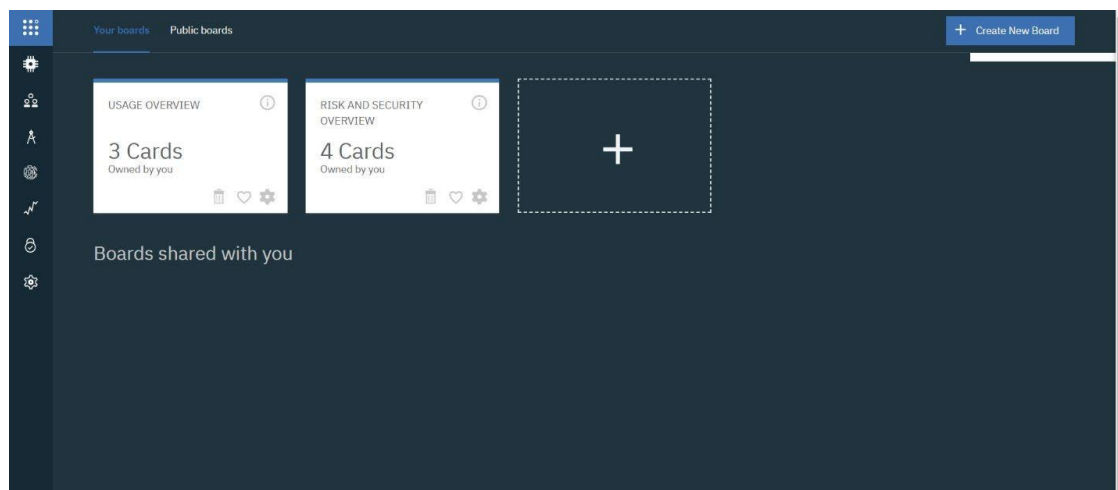 Your boards
Public boards
+ Create New Board
USAGE OVERVIEW
3 Cards
Owned by you
RISK AND SECURITY
OVERVIEW
4 Cards
Owned by you
Boards shared with you